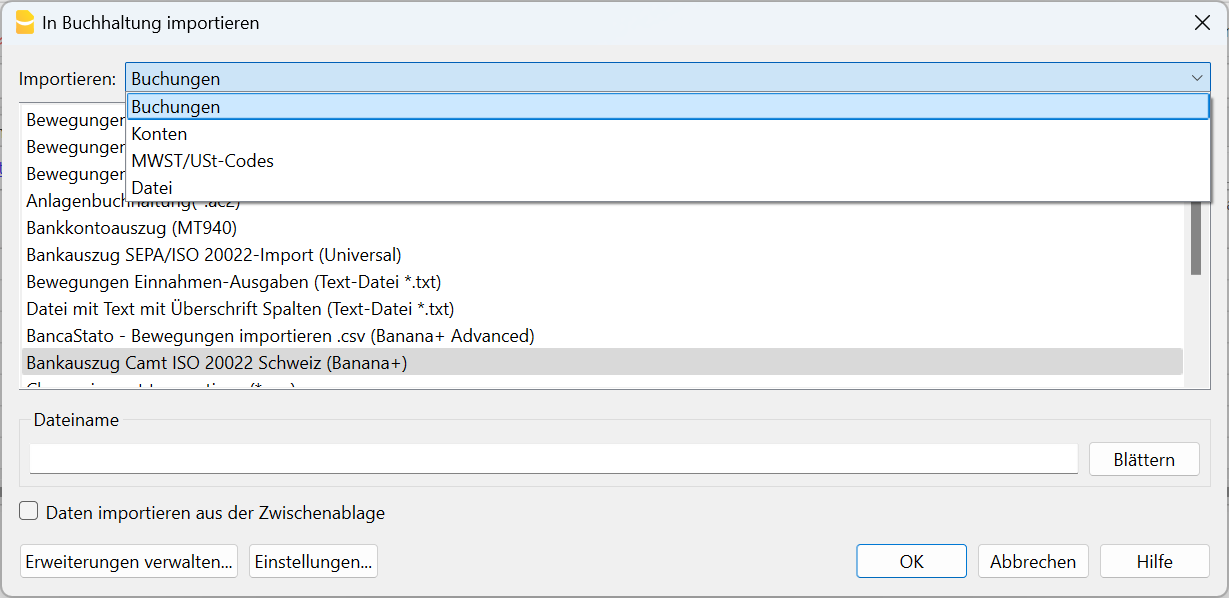 In Buchhaltung importieren
Importieren: Buchungen
Buchungen
Konten
MWST/USt-Codes
Datei
Bewegungen
Bewegungen
Bewegungen
Anlagenbuchhaltung(*.ac2)
Bankkontoauszug (MT940)
Bankauszug SEPA/ISO 20022-Import (Universal)
Bewegungen Einnahmen-Ausgaben (Text-Datei *.txt)
Datei mit Text mit Überschrift Spalten (Text-Datei *.txt)
BancaStato - Bewegungen importieren .csv (Banana+ Advanced)
Bankauszug Camt ISO 20022 Schweiz (Banana+)
Dateiname
Blättern
Daten importieren aus der Zwischenablage
Erweiterungen verwalten... Einstellungen... OK Abbrechen Hilfe